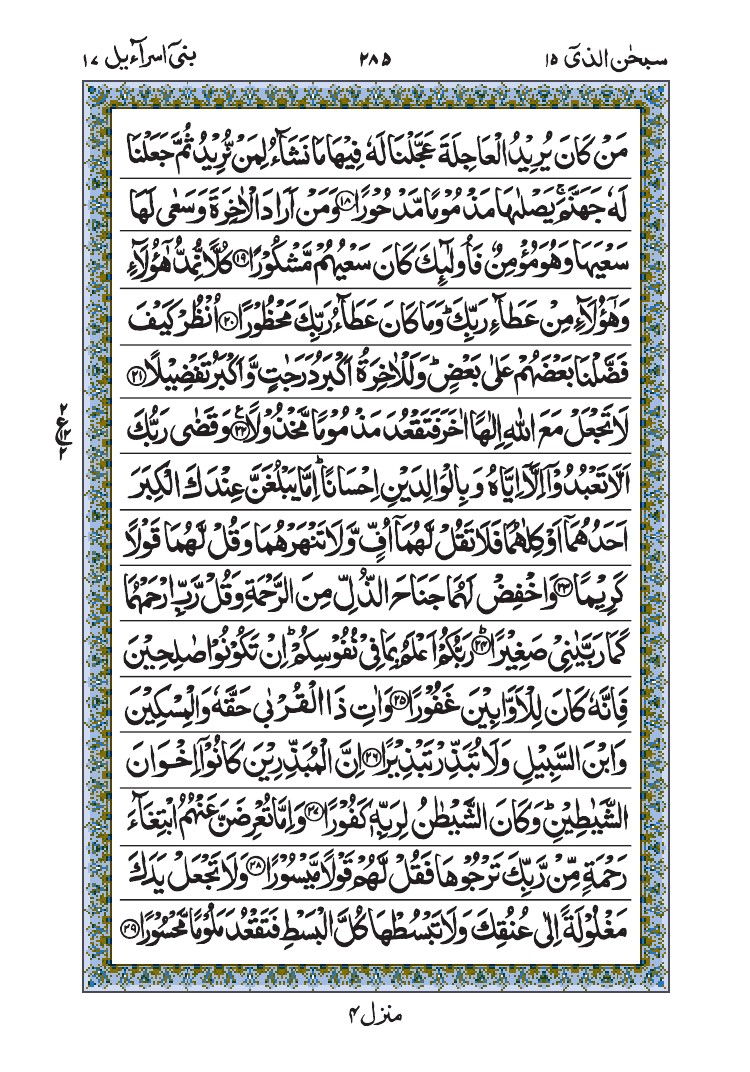 سبحٰن الذیٓ ۱۵
۲۸۵
بنیٓ اسرآءیل ۱۷
مَنۡ كَانَ يُرِيۡدُ الۡعَاجِلَةَ عَجَّلۡنَا لَهٗ فِيۡهَا مَا نَشَآءُ لِمَنۡ نُّرِيۡدُ ثُمَّ جَعَلۡنَا
لَهٗ جَهَنَّمَ‌ۚ يَصۡلٰٮهَا مَذۡمُوۡمًا مَّدۡحُوۡرًا ۱۸ وَمَنۡ اَرَادَ الۡاٰخِرَةَ وَسَعٰى لَهَا
سَعۡيَهَا وَهُوَ مُؤۡمِنٌ فَاُولٰۤٮِٕكَ كَانَ سَعۡيُهُمۡ مَّشۡكُوۡرًا ۱۹ كُلًّا نُّمِدُّ هٰٓؤُلَآءِ
وَهٰٓؤُلَآءِ مِنۡ عَطَآءِ رَبِّكَ‌ؕ وَمَا كَانَ عَطَآءُ رَبِّكَ مَحۡظُوۡرًا ۲۰ اُنْظُرۡ كَيۡفَ
فَضَّلۡنَا بَعۡضَهُمۡ عَلٰى بَعۡضٍ‌ؕ وَلَلۡاٰخِرَةُ اَكۡبَرُ دَرَجٰتٍ وَّاَكۡبَرُ تَفۡضِيۡلًا ۲۱
لَا تَجۡعَلۡ مَعَ اللّٰهِ اِلٰهًا اٰخَرَ فَتَقۡعُدَ مَذۡمُوۡمًا مَّخۡذُوۡلًا ۲۲ وَقَضٰى رَبُّكَ
۲
ع
۱۲
۲
اَلَّا تَعۡبُدُوۡۤا اِلَّاۤ اِيَّاهُ وَبِالۡوَالِدَيۡنِ اِحۡسَانًا‌ؕ اِمَّا يَبۡلُغَنَّ عِنۡدَكَ الۡكِبَرَ
اَحَدُهُمَاۤ اَوۡ كِلٰهُمَا فَلَا تَقُلْ لَّهُمَاۤ اُفٍّ وَّلَا تَنۡهَرۡهُمَا وَقُلْ لَّهُمَا قَوۡلًا
كَرِيۡمًا ۲۳ وَاخۡفِضۡ لَهُمَا جَنَاحَ الذُّلِّ مِنَ الرَّحۡمَةِ وَقُلْ رَّبِّ ارۡحَمۡهُمَا
كَمَا رَبَّيٰنِىۡ صَغِيۡرًا ۲۴ؕ رَبُّكُمۡ اَعۡلَمُ بِمَا فِىۡ نُفُوۡسِكُمۡ‌ؕ اِنۡ تَكُوۡنُوۡا صٰلِحِيۡنَ
فَاِنَّهٗ كَانَ لِلۡاَوَّابِيۡنَ غَفُوۡرًا ۲۵ وَاٰتِ ذَا الۡقُرۡبٰى حَقَّهٗ وَالۡمِسۡكِيۡنَ
وَابۡنَ السَّبِيۡلِ وَلَا تُبَذِّرۡ تَبۡذِيۡرًا ۲۶ اِنَّ الۡمُبَذِّرِيۡنَ كَانُوۡۤا اِخۡوَانَ
الشَّيٰطِيۡنِ‌ؕ وَكَانَ الشَّيۡطٰنُ لِرَبِّهٖ كَفُوۡرًا ۲۷ وَاِمَّا تُعۡرِضَنَّ عَنۡهُمُ ابۡتِغَآءَ
رَحۡمَةٍ مِّنۡ رَّبِّكَ تَرۡجُوۡهَا فَقُلْ لَّهُمۡ قَوۡلًا مَّيۡسُوۡرًا ۲۸ وَلَا تَجۡعَلۡ يَدَكَ
مَغۡلُوۡلَةً اِلٰى عُنُقِكَ وَلَا تَبۡسُطۡهَا كُلَّ الۡبَسۡطِ فَتَقۡعُدَ مَلُوۡمًا مَّحۡسُوۡرًا ۲۹
منزل ۴